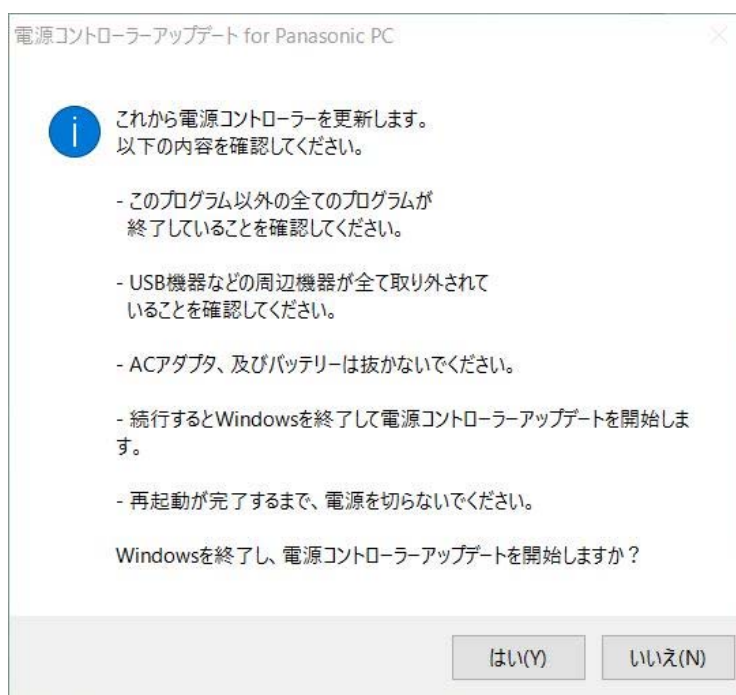 電源コントローラーアップデート for Panasonic PC
これから電源コントローラーを更新します。
以下の内容を確認してください。
- このプログラム以外の全てのプログラムが
終了していることを確認してください。
- USB機器などの周辺機器が全て取り外されて
いることを確認してください。
- ACアダプタ、及びバッテリーは抜かないでください。
- 続行するとWindowsを終了して電源コントローラーアップデートを開始しま
す。
- 再起動が完了するまで、電源を切らないでください。
Windowsを終了し、電源コントローラーアップデートを開始しますか？
はい(Y)
いいえ(N)